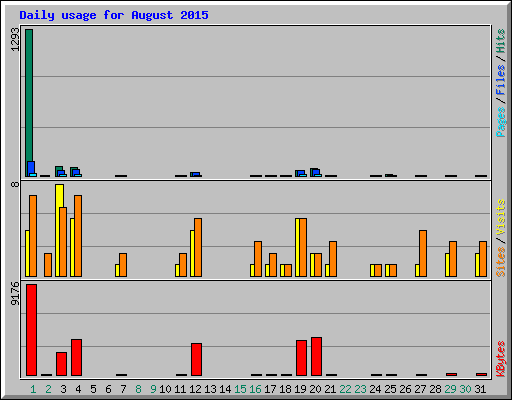 Daily usage for August 2015
1293
Pages/Files/Hits
8
Sites/Visits
9176
KBytes
1 2 3 4 5 6 7 8 9 10 11 12 13 14 15 16 17 18 19 20 21 22 23 24 25 26 27 28 29 30 31